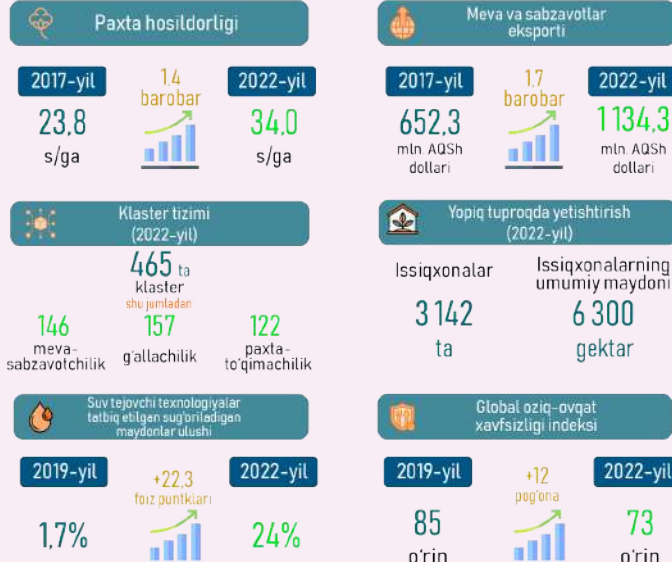 Paxta hosildorligi
2017-yil
1,4
barobar
2022-yil
23,8
s/ga
34,0
s/ga
Meva va sabzavotlar
eksporti
2017-yil
1,7
barobar
2022-yil
652,3
mln. AQSh
dollari
1 134,3
mln. AQSh
dollari
Klaster tizimi
(2022-yil)
465 ta
klaster
shu jumladan
146
meva-
sabzavotchilik
157
g'allachilik
122
paxta-
to'qimachilik
Yopiq tuproqda yetishtirish
(2022-yil)
Issiqxonalar
3 142
ta
Issiqxonalarning
umumiy maydoni
6 300
gektar
Suv tejovchi texnologiyalar
tatbiq etilgan sug'oriladigan
maydonlar ulushi
2019-yil
+22,3
foiz punktlari
2022-yil
1,7%
24%
Global oziq-ovqat
xavfsizligi indeksi
2019-yil
+12
pog'ona
2022-yil
85
o'rin
73
o'rin